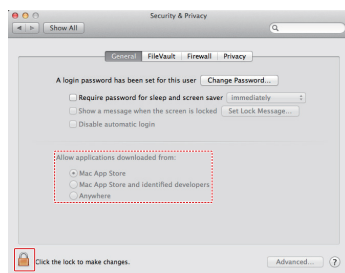 Security & Privacy
Show All
General FileVault Firewall Privacy
A login password has been set for this user Change Password...
Require password for sleep and screen saver immediately
Show a message when the screen is locked Set Lock Message...
Disable automatic login
Allow applications downloaded from:
Mac App Store
Mac App Store and identified developers
Anywhere
Click the lock to make changes.
Advanced... ?